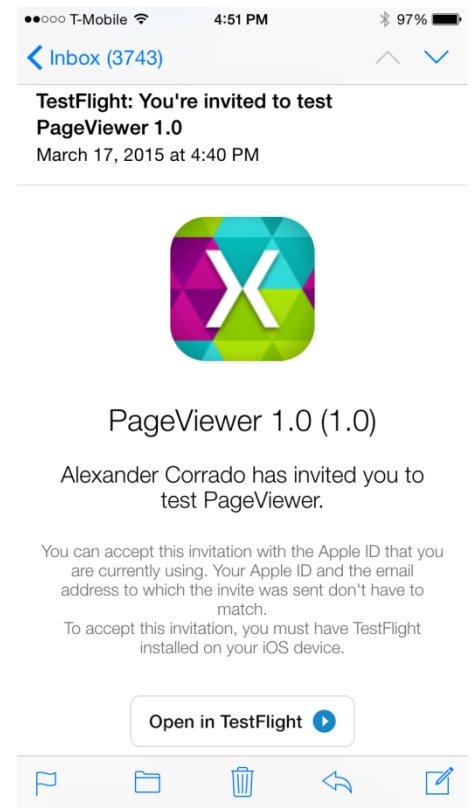 T-Mobile 4:51 PM 97%
Inbox (3743)
TestFlight: You're invited to test
PageViewer 1.0
March 17, 2015 at 4:40 PM
X
PageViewer 1.0 (1.0)
Alexander Corrado has invited you to
test PageViewer.
You can accept this invitation with the Apple ID that you
are currently using. Your Apple ID and the email
address to which the invite was sent don't have to
match.
To accept this invitation, you must have TestFlight
installed on your iOS device.
Open in TestFlight